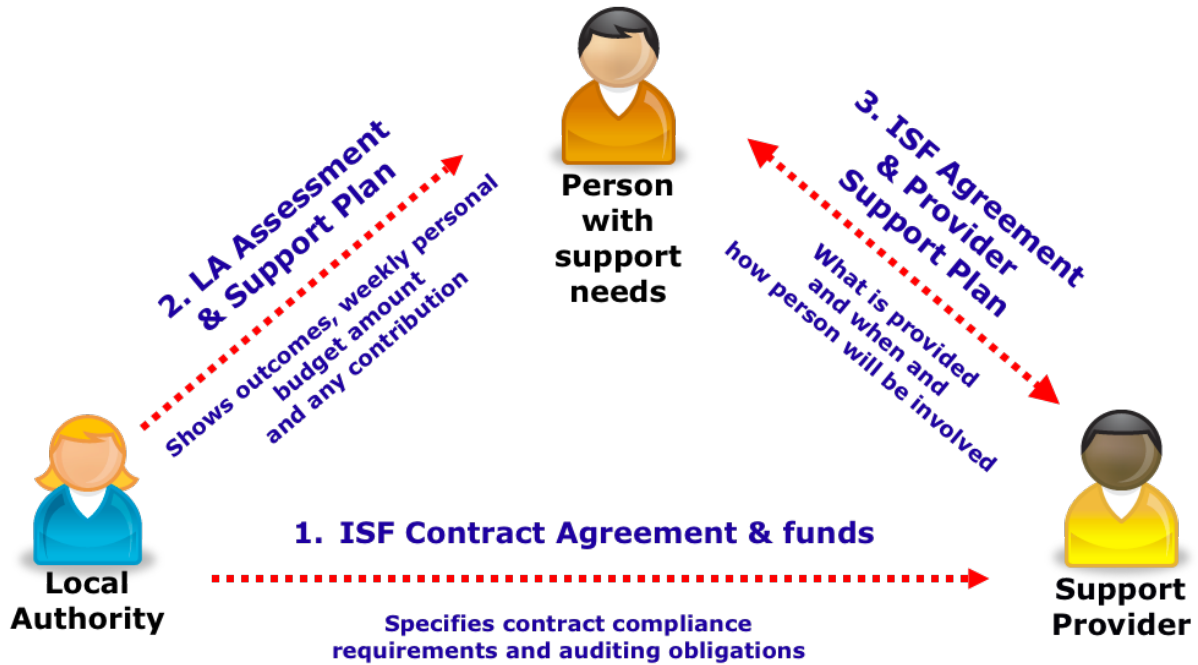 Person
with
support
needs
2. LA Assessment
& Support Plan
Shows outcomes, weekly personal
budget amount
and any contribution
3. ISF Agreement
& Provider
Support Plan
What is provided
and when and
how person will be involved
Local
Authority
1. ISF Contract Agreement & funds
Specifies contract compliance
requirements and auditing obligations
Support
Provider